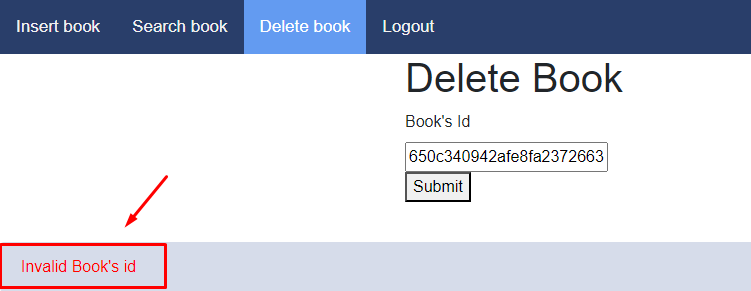 Insert book Search book Delete book Logout
Delete Book
Book's Id
650c340942afe8fa2372663
Submit
Invalid Book's id